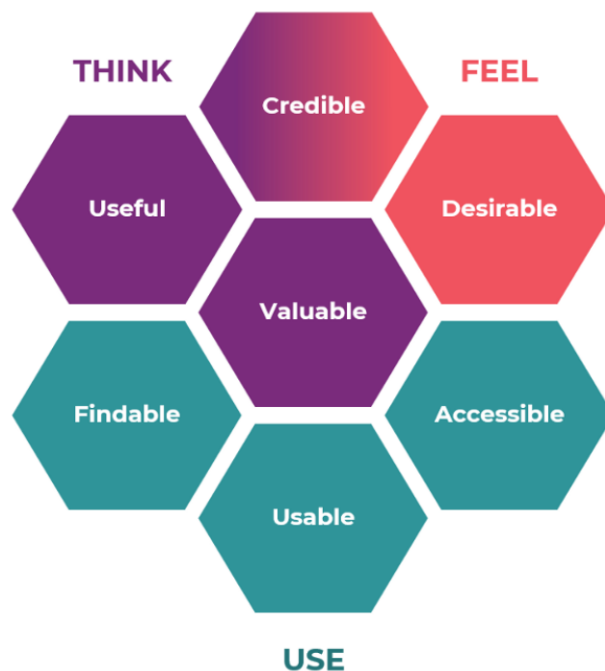 THINK
FEEL
Credible
Useful
Desirable
Valuable
Findable
Accessible
Usable
USE